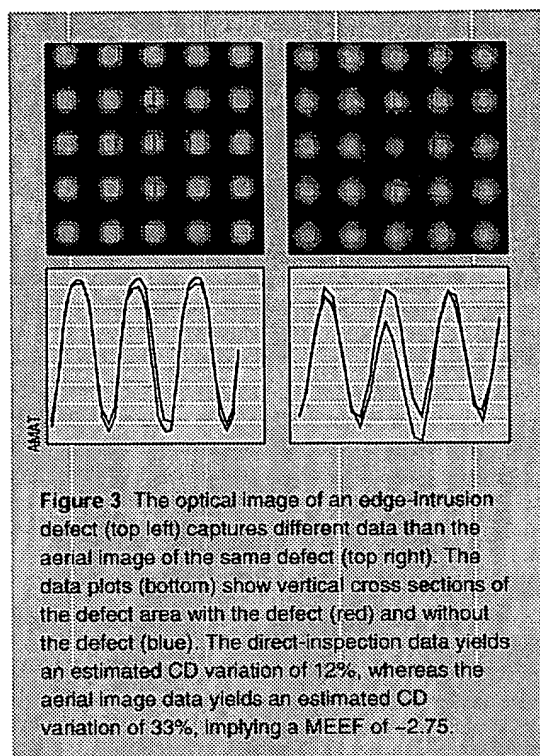 AMAT
Figure 3 The optical image of an edge-intrusion
defect (top left) captures different data than the
aerial image of the same defect (top right). The
data plots (bottom) show vertical cross sections of
the defect area with the defect (red) and without
the defect (blue). The direct-inspection data yields
an estimated CD variation of 12%, whereas the
aerial image data yields an estimated CD
variation of 33%, implying a MEEF of ~2.75.